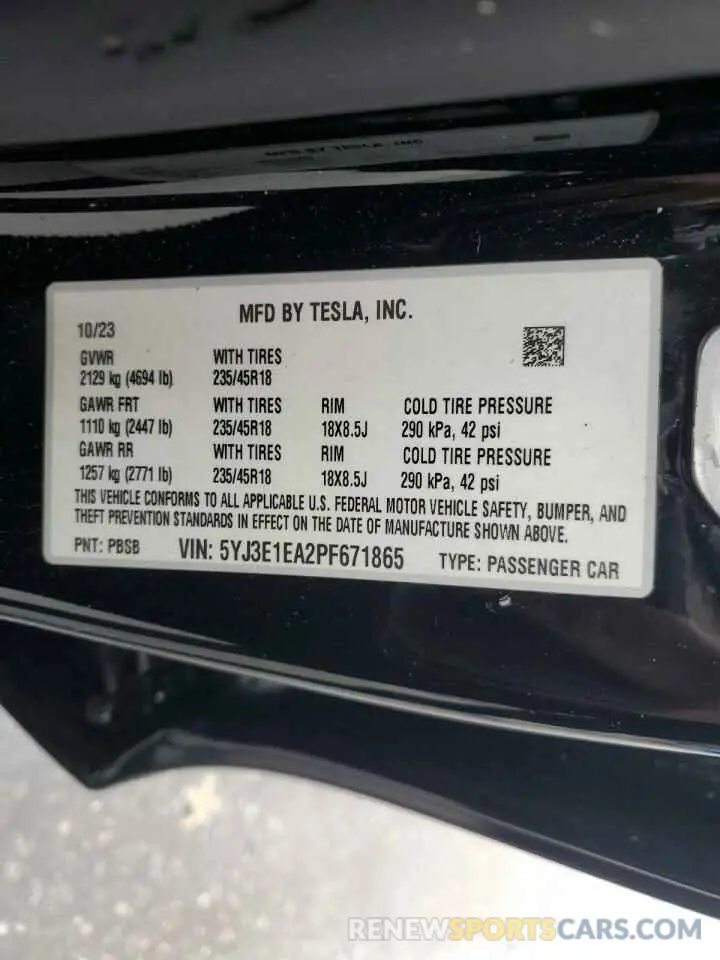 MFD BY TESLA, INC.
MFD BY TESLA, INC.
10/23
GVWR WITH TIRES
2129 kg (4694 lb) 235/45R18
GAWR FRT WITH TIRES RIM COLD TIRE PRESSURE
1110 kg (2447 lb) 235/45R18 18X8.5J 290 kPa, 42 psi
GAWR RR WITH TIRES RIM COLD TIRE PRESSURE
1257 kg (2771 lb) 235/45R18 18X8.5J 290 kPa, 42 psi
THIS VEHICLE CONFORMS TO ALL APPLICABLE U.S. FEDERAL MOTOR VEHICLE SAFETY, BUMPER, AND
THEFT PREVENTION STANDARDS IN EFFECT ON THE DATE OF MANUFACTURE SHOWN ABOVE.
PNT: PBSB VIN: 5YJ3E1EA2PF671865 TYPE: PASSENGER CAR
RENEWSPORTSCARS.COM